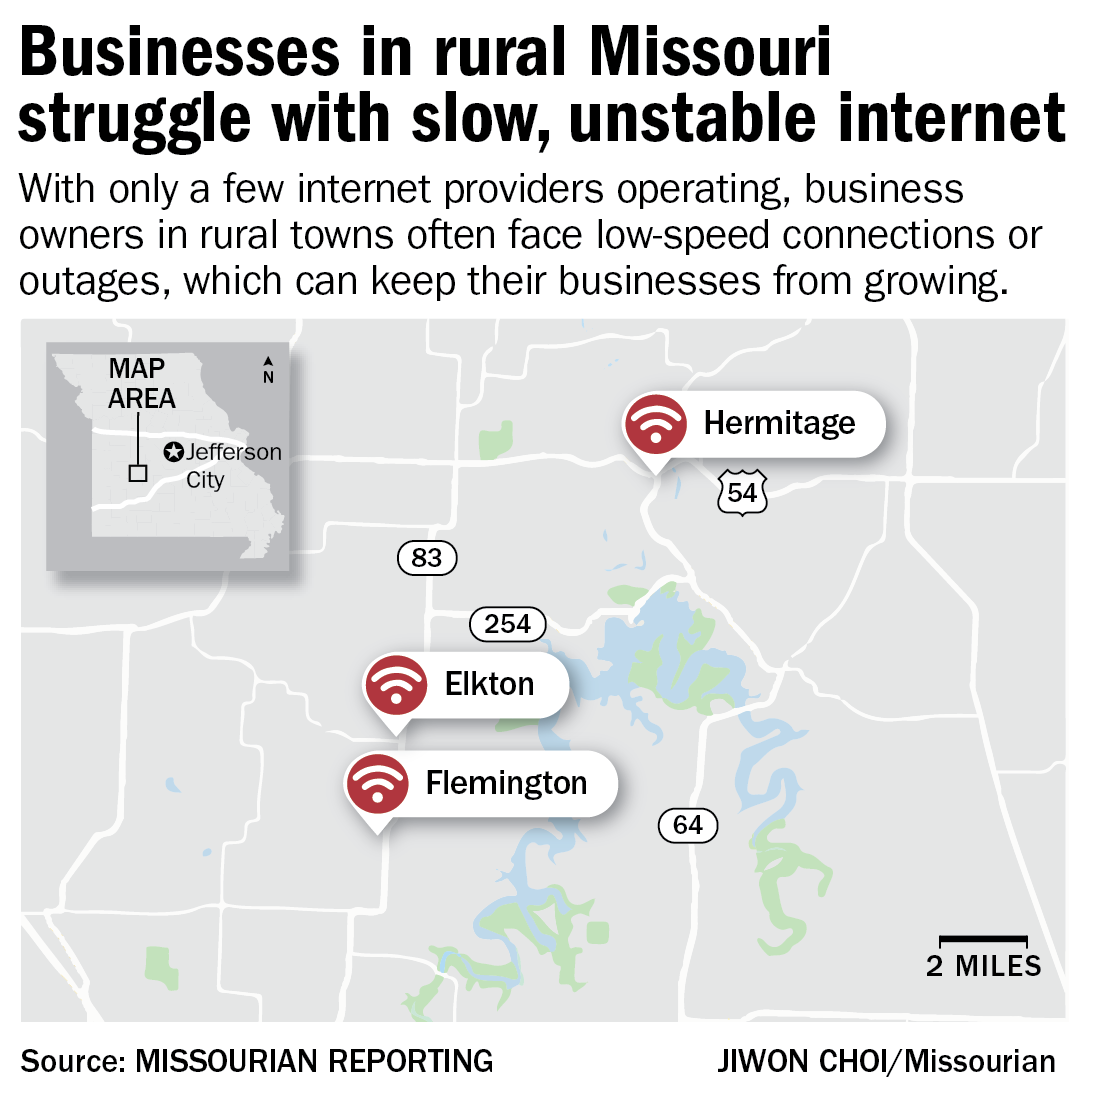 Businesses in rural Missouri
struggle with slow, unstable internet
With only a few internet providers operating, business
owners in rural towns often face low-speed connections or
outages, which can keep their businesses from growing.
MAP
AREA
N
Jefferson
City
Hermitage
54
83
254
Elkton
Flemington
64
2 MILES
Source: MISSOURIAN REPORTING
JIWON CHOI/Missourian